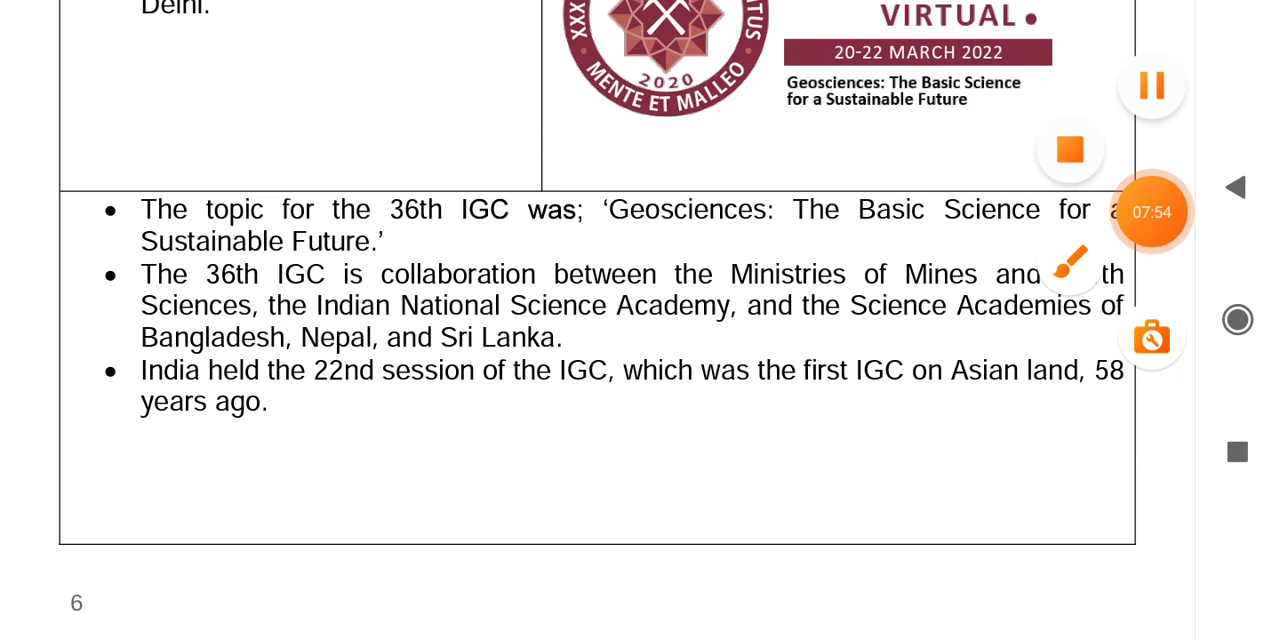 Delhi.
XXX
TUS
2020
MENTE ET MALLEO
VIRTUAL
20-22 MARCH 2022
Geosciences: The Basic Science
for a Sustainable Future
• The topic for the 36th IGC was; ‘Geosciences: The Basic Science for a
Sustainable Future.’
• The 36th IGC is collaboration between the Ministries of Mines and th
Sciences, the Indian National Science Academy, and the Science Academies of
Bangladesh, Nepal, and Sri Lanka.
• India held the 22nd session of the IGC, which was the first IGC on Asian land, 58
years ago.
07:54
6